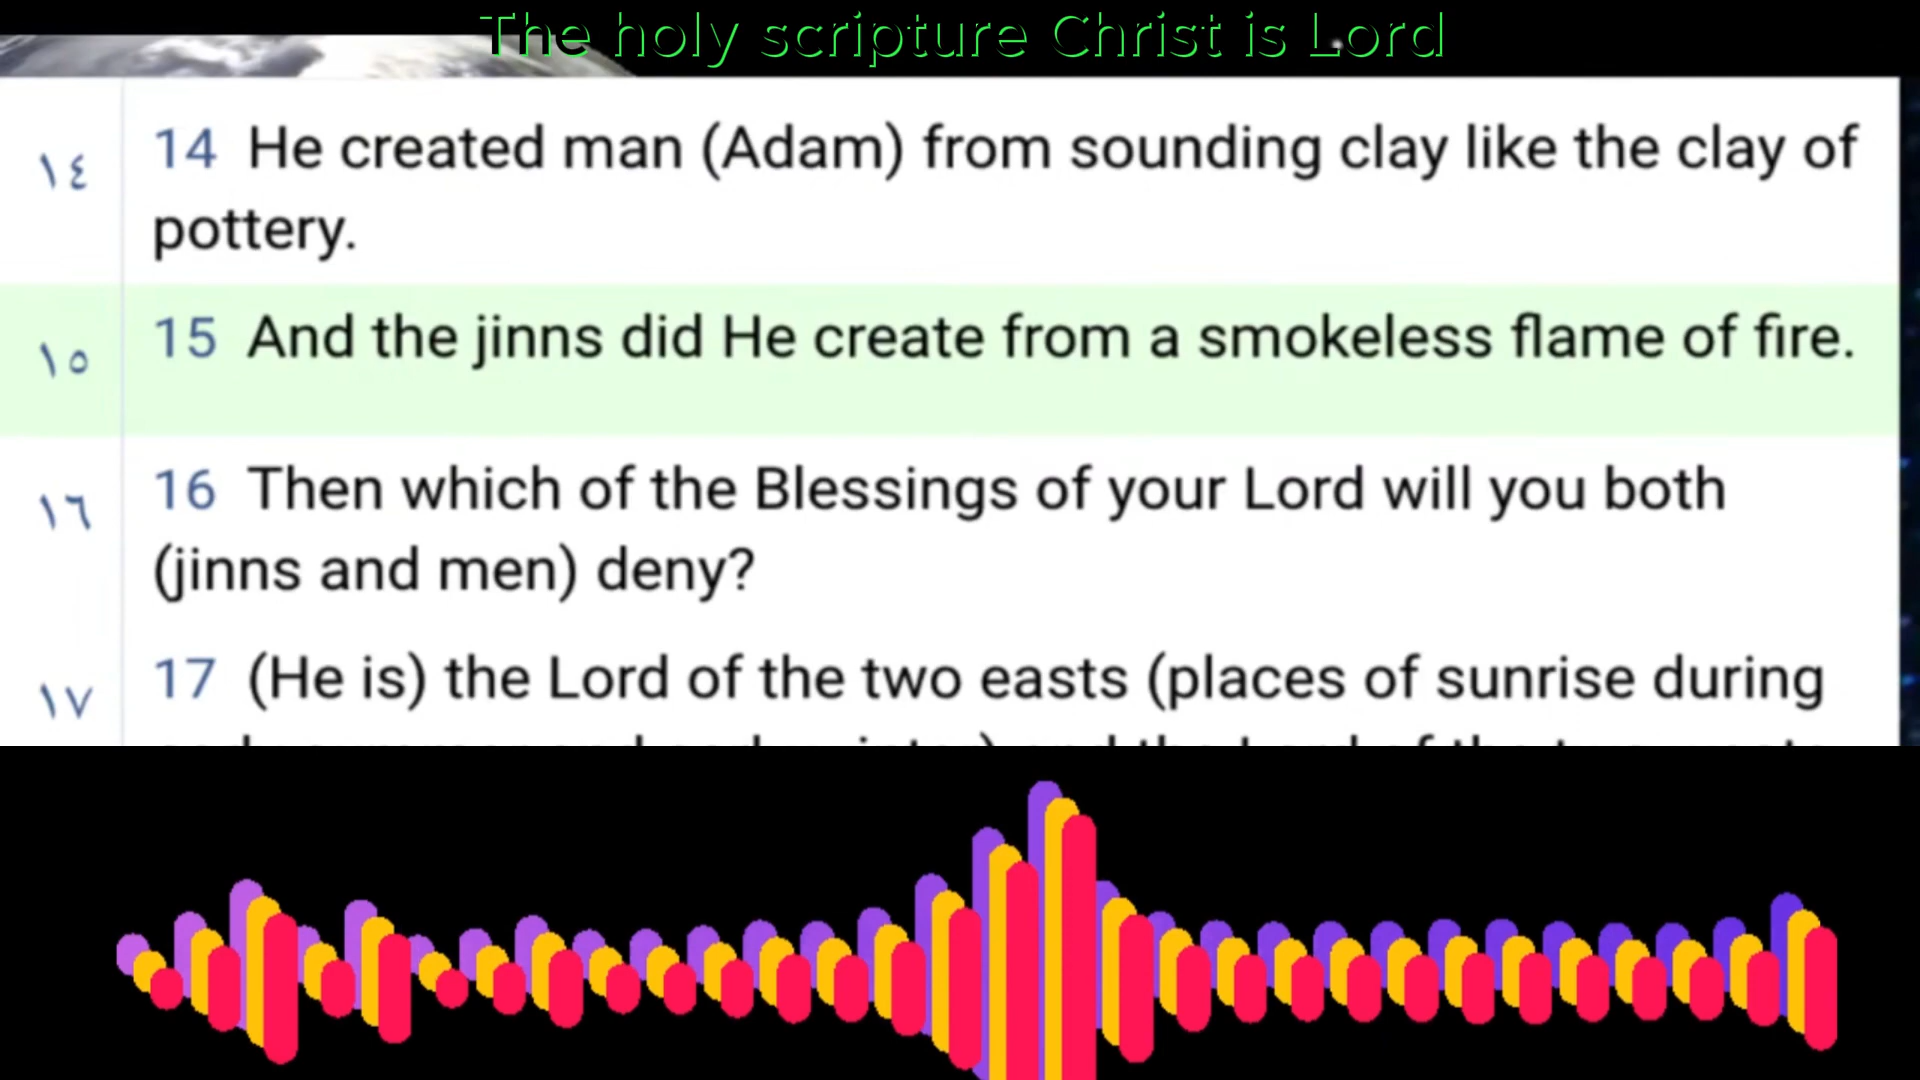 The holy scripture Christ is Lord
١٤ 14 He created man (Adam) from sounding clay like the clay of
pottery.
١٥ 15 And the jinns did He create from a smokeless flame of fire.
١٦ 16 Then which of the Blessings of your Lord will you both
(jinns and men) deny?
١٧ 17 (He is) the Lord of the two easts (places of sunrise during